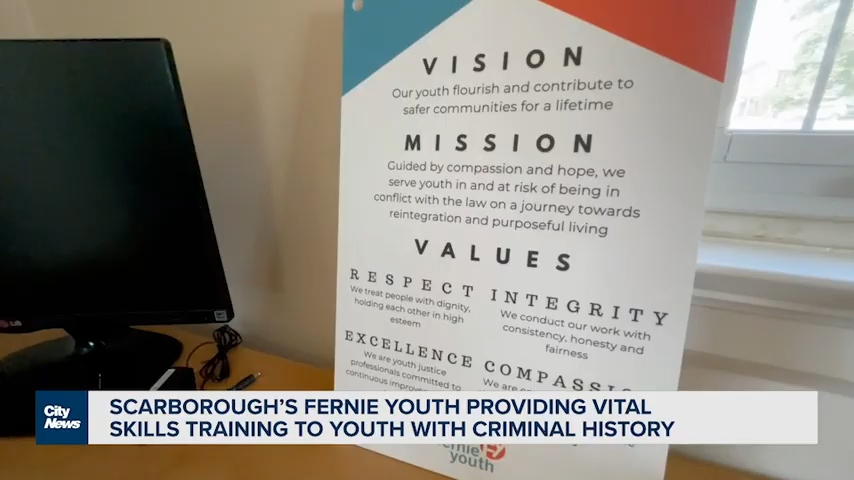 VISION
Our youth flourish and contribute to
safer communities for a lifetime
MISSION
Guided by compassion and hope, we
serve youth in and at risk of being in
conflict with the law on a journey towards
reintegration and purposeful living
VALUES
RESPECT
We treat people with dignity,
holding each other in high
esteem
INTEGRITY
We conduct our work with
consistency, honesty and
fairness
EXCELLENCE
We are youth justice
professionals committed to
continuous
COMPASSIO
We are
LG
City
News
SCARBOROUGH'S FERNIE YOUTH PROVIDING VITAL
SKILLS TRAINING TO YOUTH WITH CRIMINAL HISTORY
youth